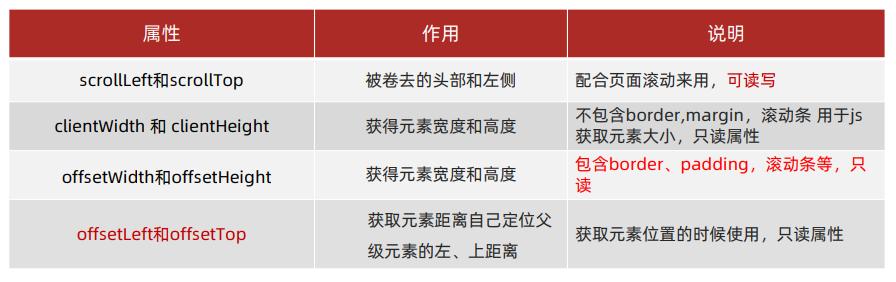 属性 作用 说明
scrollLeft和scrollTop 被卷去的头部和左侧 配合页面滚动来用，可读写
clientWidth 和 clientHeight 获得元素宽度和高度 不包含border,margin，滚动条 用于js
获取元素大小，只读属性
offsetWidth和offsetHeight 获得元素宽度和高度 包含border、padding，滚动条等，只
读
offsetLeft和offsetTop 获取元素距离自己定位父
级元素的左、上距离 获取元素位置的时候使用，只读属性